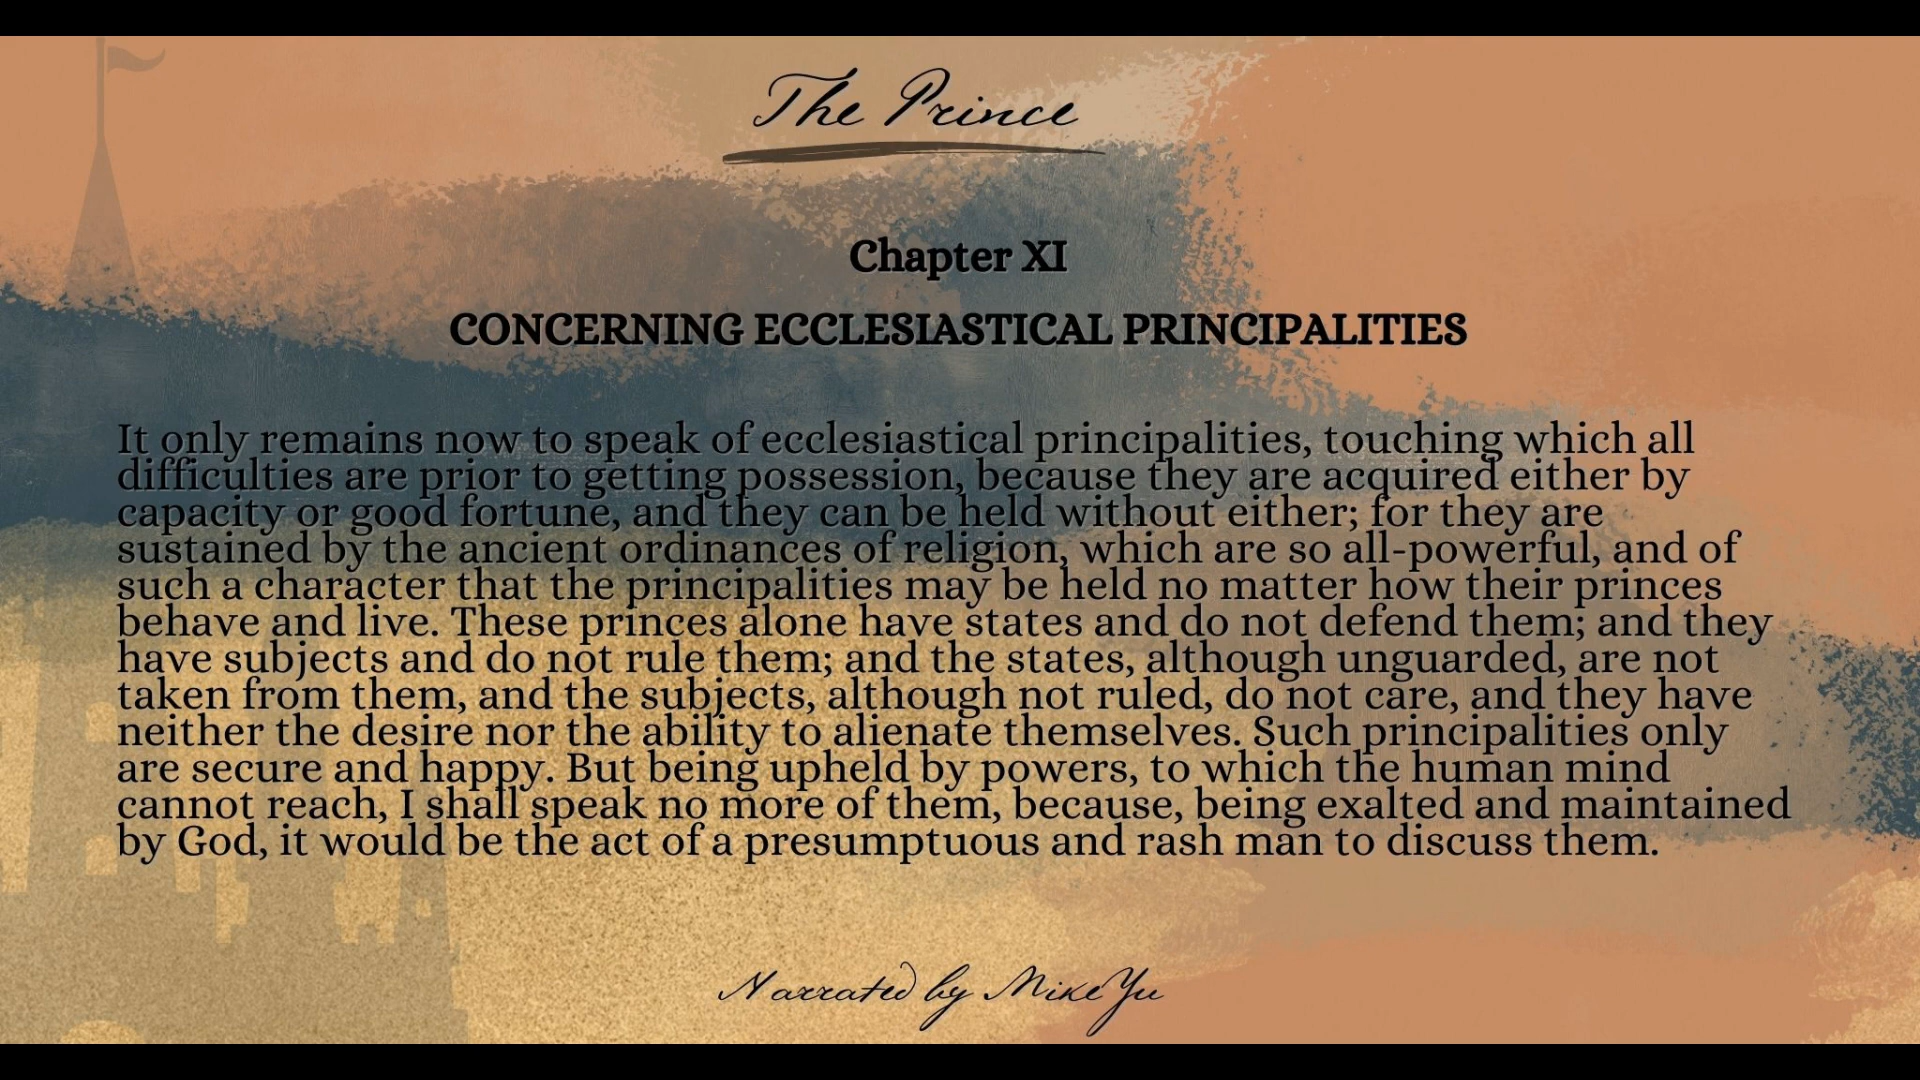 The Prince
Chapter XI
CONCERNING ECCLESIASTICAL PRINCIPALITIES
It only remains now to speak of ecclesiastical principalities, touching which all
difficulties are prior to getting possession, because they are acquired either by
capacity or good fortune, and they can be held without either; for they are
sustained by the ancient ordinances of religion, which are so all-powerful, and of
such a character that the principalities may be held no matter how their princes
behave and live. These princes alone have states and do not defend them; and they
have subjects and do not rule them; and the states, although unguarded, are not
taken from them, and the subjects, although not ruled, do not care, and they have
neither the desire nor the ability to alienate themselves. Such principalities only
are secure and happy. But being upheld by powers, to which the human mind
cannot reach, I shall speak no more of them, because, being exalted and maintained
by God, it would be the act of a presumptuous and rash man to discuss them.
Narrated by Mike Yu